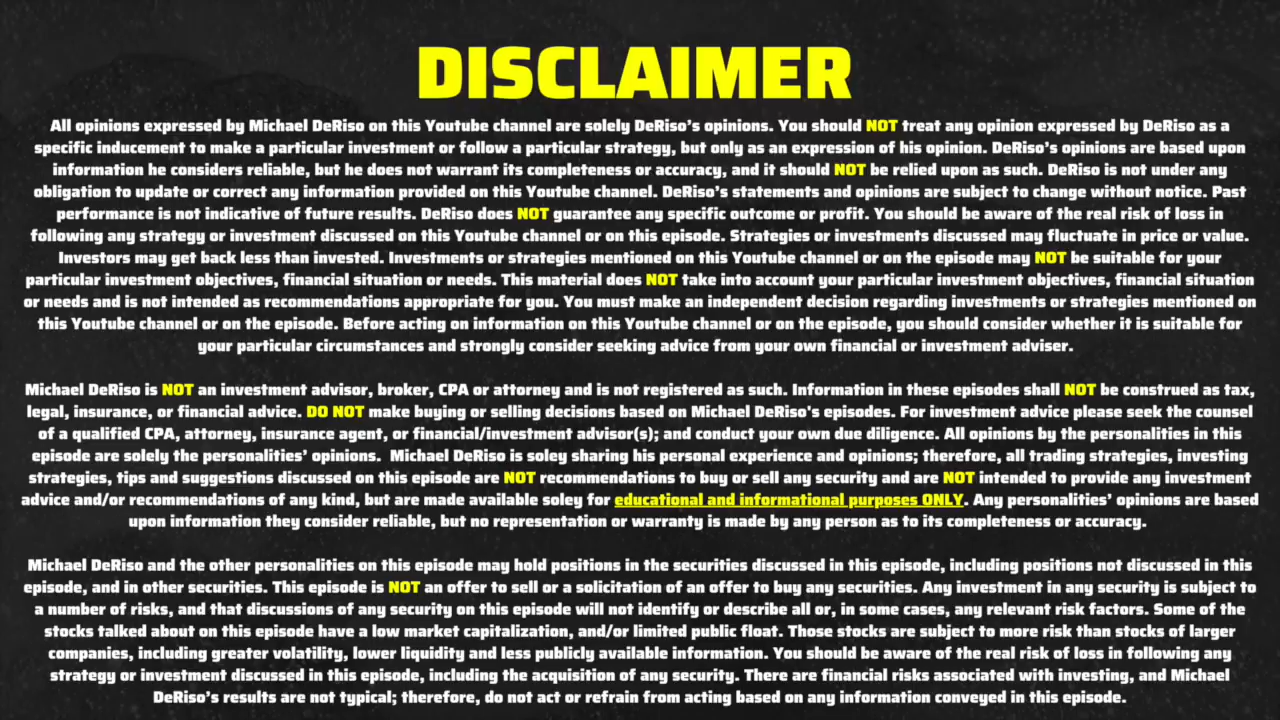 DISCLAIMER
All opinions expressed by Michael DeRiso on this Youtube channel are solely DeRiso's opinions. You should NOT treat any opinion expressed by DeRiso as a
specific inducement to make a particular investment or follow a particular strategy, but only as an expression of his opinion. DeRiso's opinions are based upon
information he considers reliable, but he does not warrant its completeness or accuracy, and it should NOT be relied upon as such. DeRiso is not under any
obligation to update or correct any information provided on this Youtube channel. DeRiso's statements and opinions are subject to change without notice. Past
performance is not indicative of future results. DeRiso does NOT guarantee any specific outcome or profit. You should be aware of the real risk of loss in
following any strategy or investment discussed on this Youtube channel or on this episode. Strategies or investments discussed may fluctuate in price or value.
Investors may get back less than invested. Investments or strategies mentioned on this Youtube channel or on the episode may NOT be suitable for your
particular investment objectives, financial situation or needs. This material does NOT take into account your particular investment objectives, financial situation
or needs and is not intended as recommendations appropriate for you. You must make an independent decision regarding investments or strategies mentioned on
this Youtube channel or on the episode. Before acting on information on this Youtube channel or on the episode, you should consider whether it is suitable for
your particular circumstances and strongly consider seeking advice from your own financial or investment adviser.
Michael DeRiso is NOT an investment advisor, broker, CPA or attorney and is not registered as such. Information in these episodes shall NOT be construed as tax,
legal, insurance, or financial advice. DO NOT make buying or selling decisions based on Michael DeRiso's episodes. For investment advice please seek the counsel
of a qualified CPA, attorney, insurance agent, or financial/investment advisor(s); and conduct your own due diligence. All opinions by the personalities in this
episode are solely the personalities' opinions. Michael DeRiso is soley sharing his personal experience and opinions; therefore, all trading strategies, investing
strategies, tips and suggestions discussed on this episode are NOT recommendations to buy or sell any security and are NOT intended to provide any investment
advice and/or recommendations of any kind, but are made available soley for educational and informational purposes ONLY. Any personalities' opinions are based
upon information they consider reliable, but no representation or warranty is made by any person as to its completeness or accuracy.
Michael DeRiso and the other personalities on this episode may hold positions in the securities discussed in this episode, including positions not discussed in this
episode, and in other securities. This episode is NOT an offer to sell or a solicitation of an offer to buy any securities. Any investment in any security is subject to
a number of risks, and that discussions of any security on this episode will not identify or describe all or, in some cases, any relevant risk factors. Some of the
stocks talked about on this episode have a low market capitalization, and/or limited public float. Those stocks are subject to more risk than stocks of larger
companies, including greater volatility, lower liquidity and less publicly available information. You should be aware of the real risk of loss in following any
strategy or investment discussed in this episode, including the acquisition of any security. There are financial risks associated with investing, and Michael
DeRiso's results are not typical; therefore, do not act or refrain from acting based on any information conveyed in this episode.